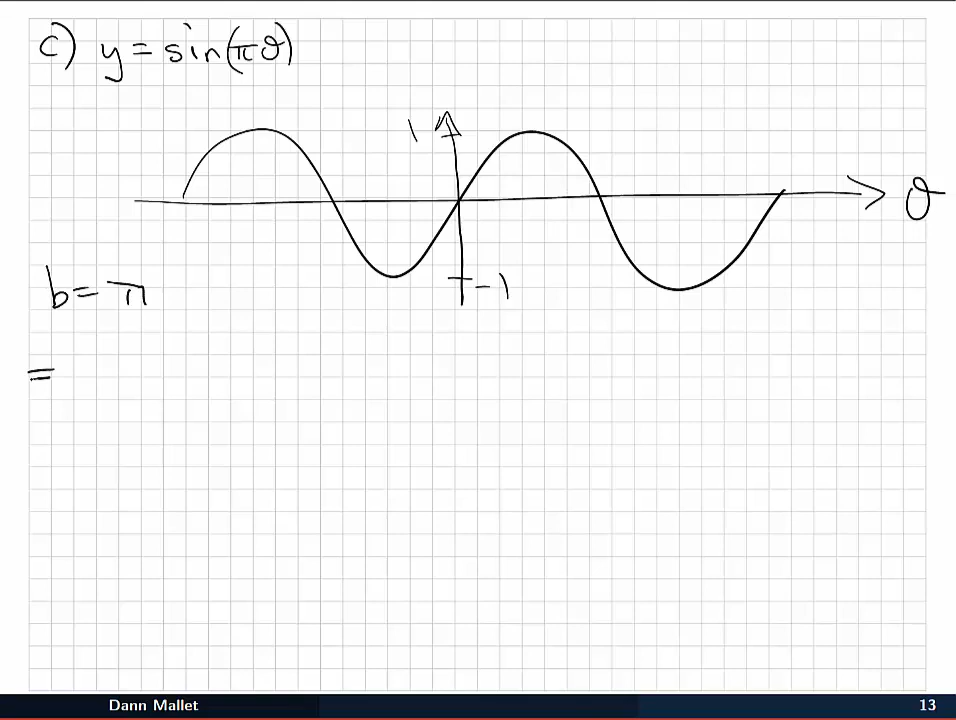 c) y = sin(πθ)
1
θ
-1
b = π
=
Dann Mallet 13